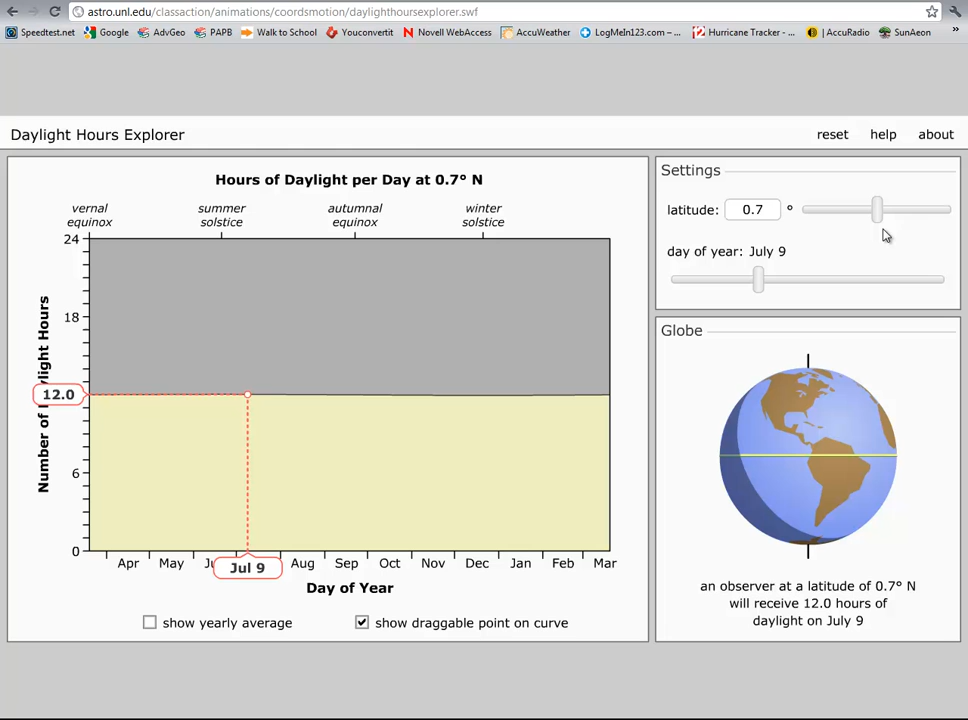 astro.unl.edu/classaction/animations/coordsmotion/daylighthoursexplorer.swf
Speedtest.net Google AdvGeo PAPB Walk to School Youconvertit Novell WebAccess AccuWeather LogMeIn123.com – ... Hurricane Tracker - ... | AccuRadio SunAeon »
Daylight Hours Explorer
reset help about
Hours of Daylight per Day at 0.7° N
vernal equinox
summer solstice
autumnal equinox
winter solstice
24
18
12.0
6
0
Number of Daylight Hours
Apr May Jul 9 Aug Sep Oct Nov Dec Jan Feb Mar
Day of Year
show yearly average
show draggable point on curve
Settings
latitude: 0.7 °
day of year: July 9
Globe
an observer at a latitude of 0.7° N
will receive 12.0 hours of
daylight on July 9